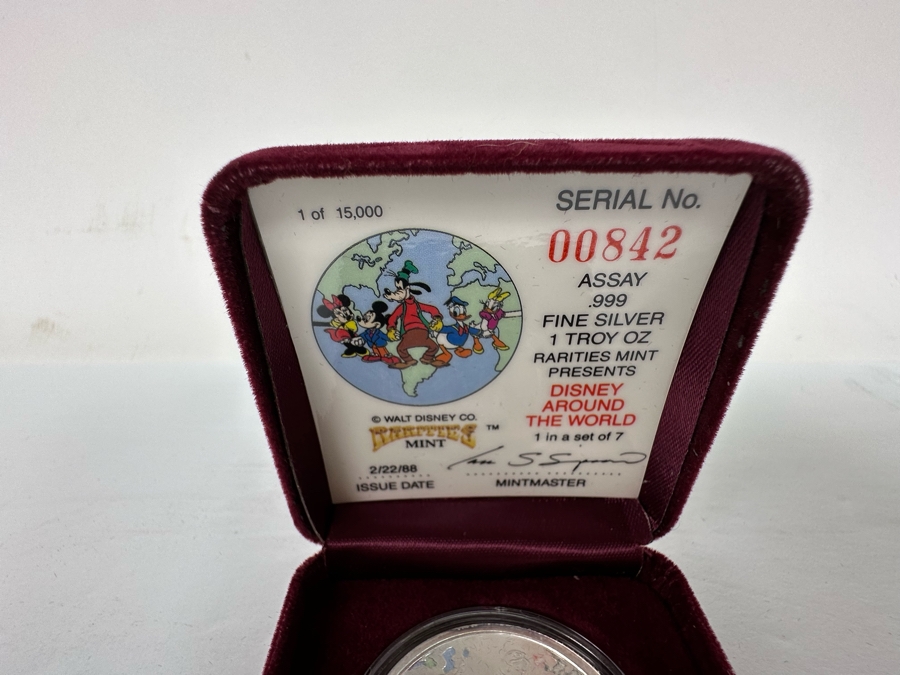 1 of 15,000
SERIAL No.
00842
ASSAY
.999
FINE SILVER
1 TROY OZ
RARITIES MINT
PRESENTS
DISNEY
AROUND
THE WORLD
1 in a set of 7
© WALT DISNEY CO.
RARITIES ™
MINT
2/22/88
ISSUE DATE
MINTMASTER